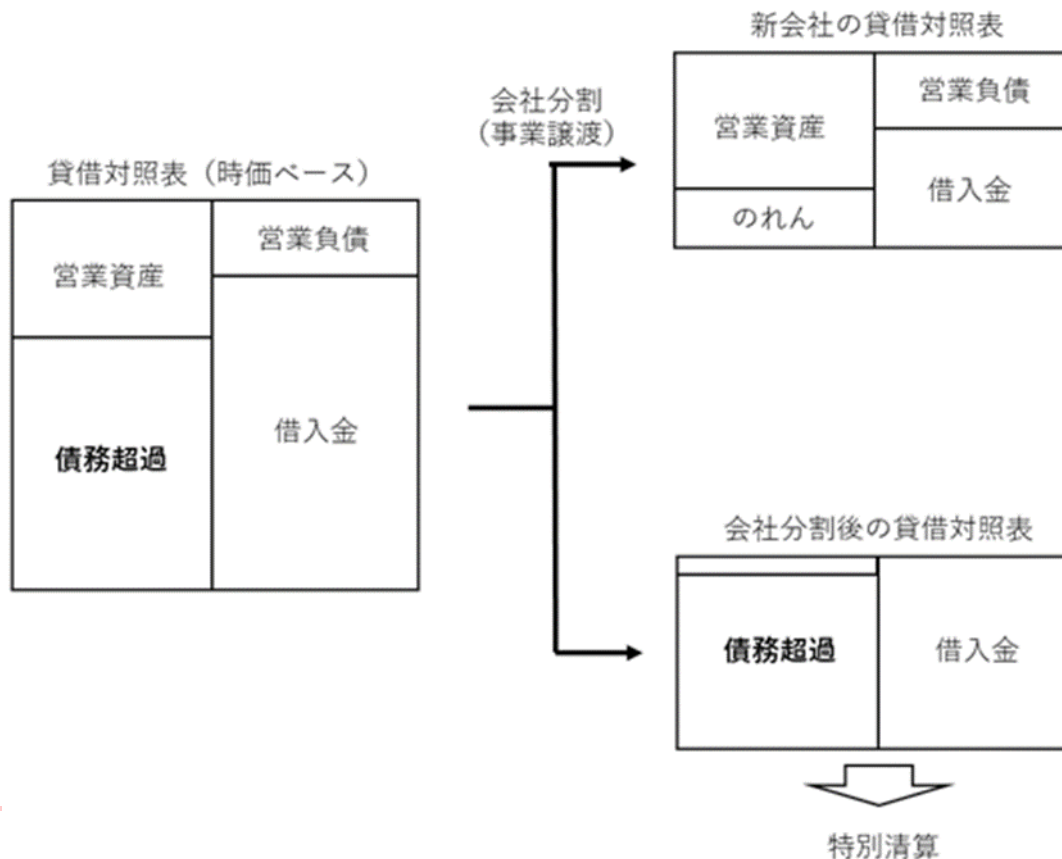 貸借対照表（時価ベース）
営業資産
営業負債
債務超過
借入金
会社分割
（事業譲渡）
新会社の貸借対照表
営業資産
営業負債
のれん
借入金
会社分割後の貸借対照表
債務超過
借入金
特別清算